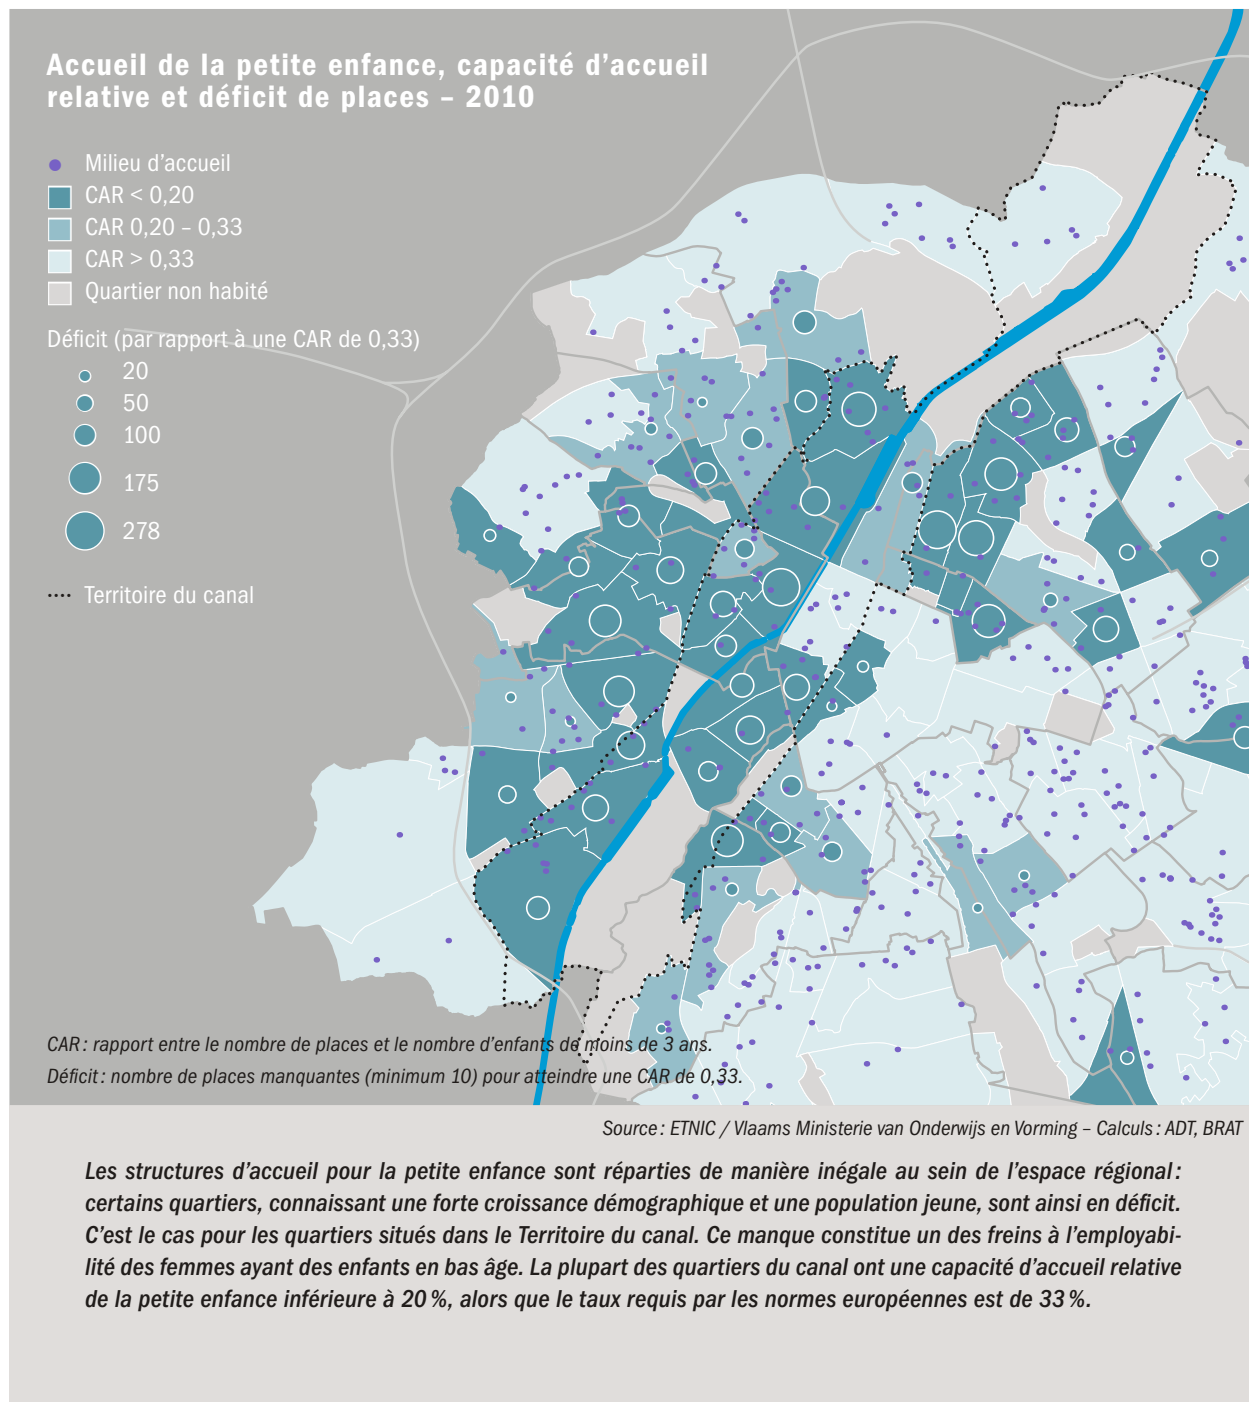 Accueil de la petite enfance, capacité d’accueil
relative et déficit de places – 2010
Milieu d’accueil
CAR < 0,20
CAR 0,20 – 0,33
CAR > 0,33
Quartier non habité
Déficit (par rapport à une CAR de 0,33)
20
50
100
175
278
Territoire du canal
CAR : rapport entre le nombre de places et le nombre d’enfants de moins de 3 ans.
Déficit : nombre de places manquantes (minimum 10) pour atteindre une CAR de 0,33.
Source : ETNIC / Vlaams Ministerie van Onderwijs en Vorming – Calculs : ADT, BRAT
Les structures d’accueil pour la petite enfance sont réparties de manière inégale au sein de l’espace régional :
certains quartiers, connaissant une forte croissance démographique et une population jeune, sont ainsi en déficit.
C’est le cas pour les quartiers situés dans le Territoire du canal. Ce manque constitue un des freins à l’employabi-
lité des femmes ayant des enfants en bas âge. La plupart des quartiers du canal ont une capacité d’accueil relative
de la petite enfance inférieure à 20 %, alors que le taux requis par les normes européennes est de 33 %.